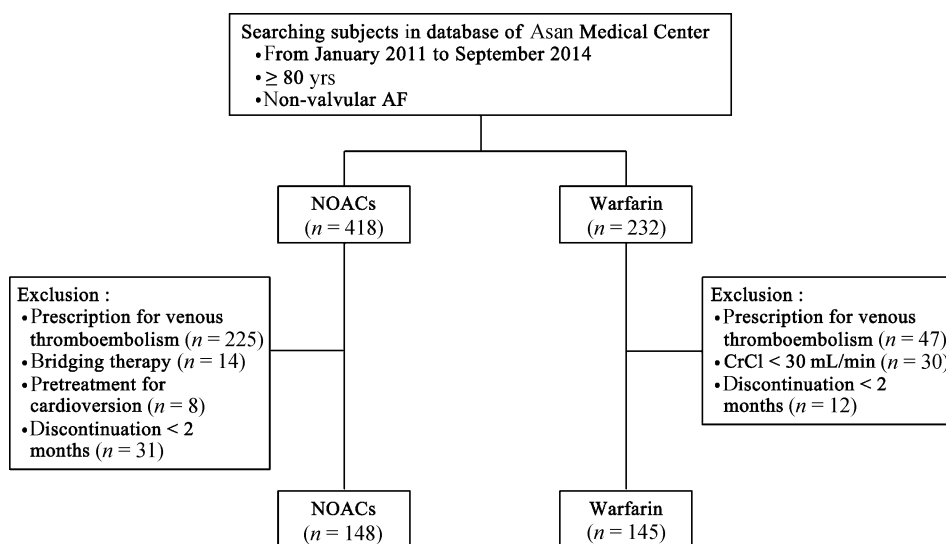 Searching subjects in database of Asan Medical Center
•From January 2011 to September 2014
•≥ 80 yrs
•Non-valvular AF
NOACs
(n = 418)
Warfarin
(n = 232)
Exclusion :
•Prescription for venous
thromboembolism (n = 225)
•Bridging therapy (n = 14)
•Pretreatment for
cardioversion (n = 8)
•Discontinuation < 2
months (n = 31)
Exclusion :
•Prescription for venous
thromboembolism (n = 47)
•CrCl < 30 mL/min (n = 30)
•Discontinuation < 2
months (n = 12)
NOACs
(n = 148)
Warfarin
(n = 145)